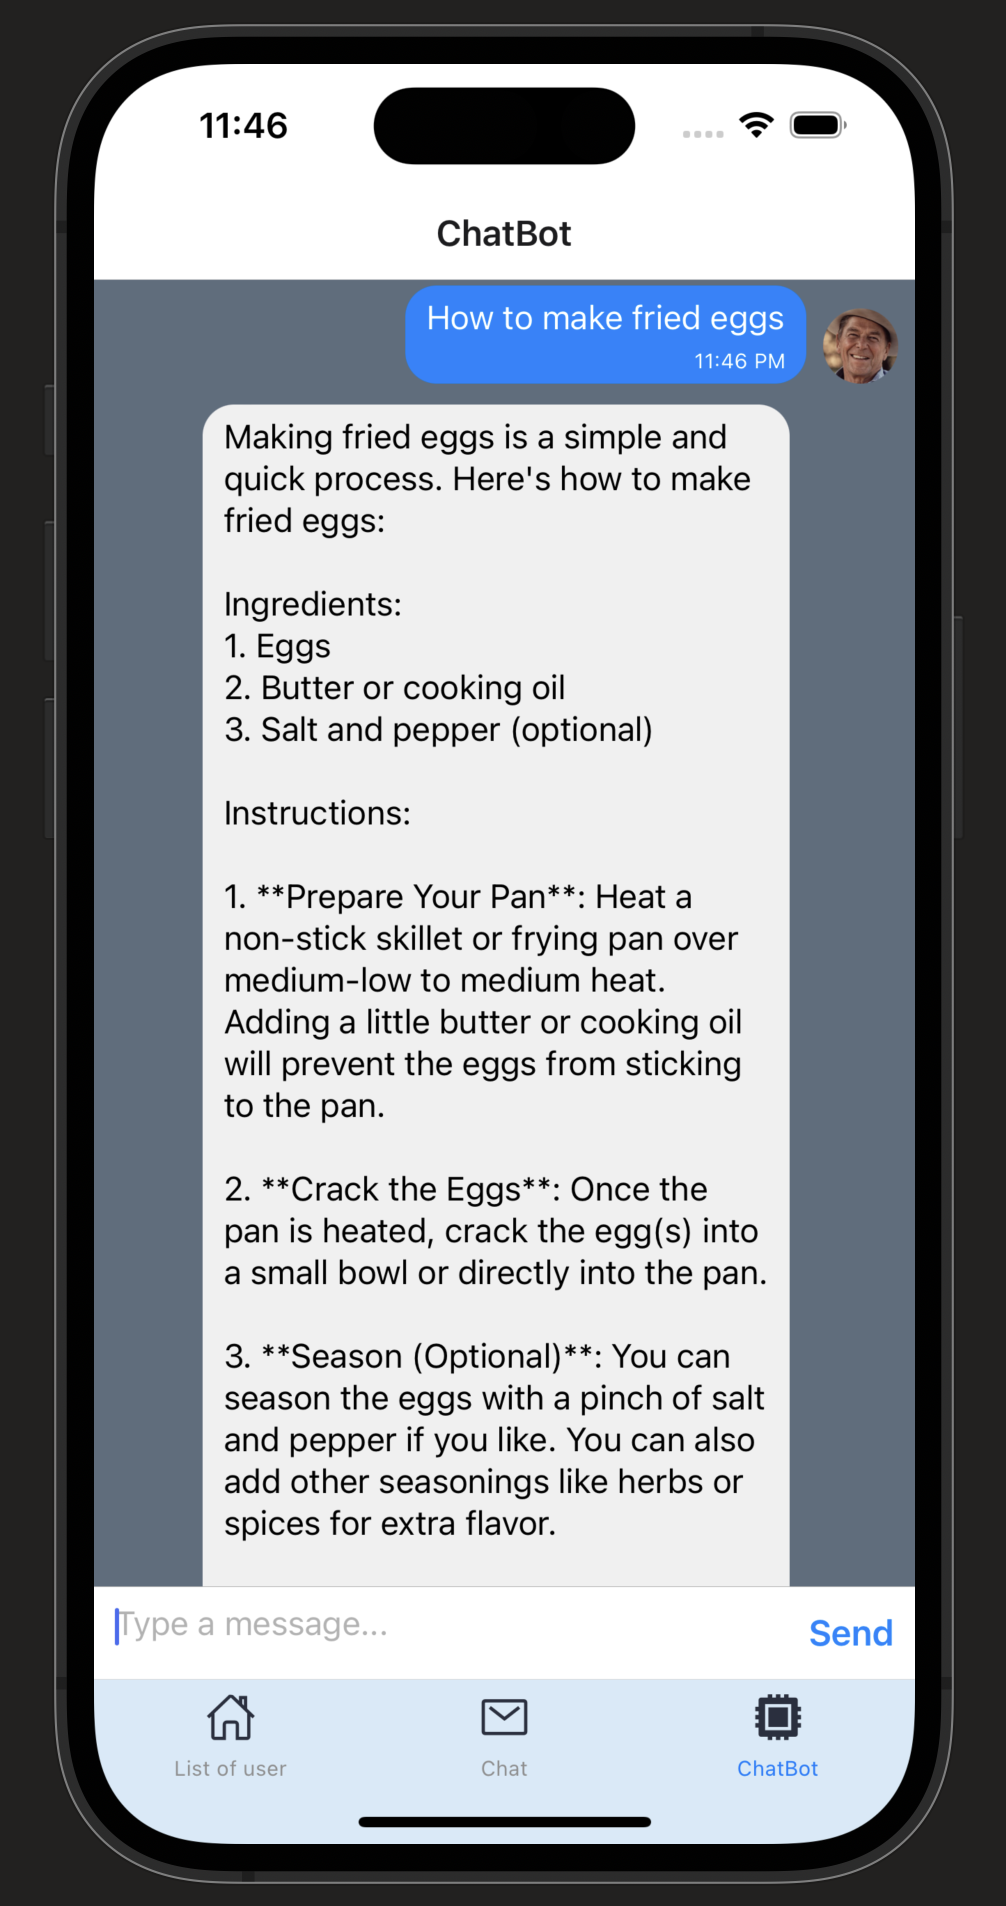 11:46
ChatBot
How to make fried eggs
11:46 PM
Making fried eggs is a simple and
quick process. Here's how to make
fried eggs:
Ingredients:
1. Eggs
2. Butter or cooking oil
3. Salt and pepper (optional)
Instructions:
1. **Prepare Your Pan**: Heat a
non-stick skillet or frying pan over
medium-low to medium heat.
Adding a little butter or cooking oil
will prevent the eggs from sticking
to the pan.
2. **Crack the Eggs**: Once the
pan is heated, crack the egg(s) into
a small bowl or directly into the pan.
3. **Season (Optional)**: You can
season the eggs with a pinch of salt
and pepper if you like. You can also
add other seasonings like herbs or
spices for extra flavor.
Type a message...
Send
List of user
Chat
ChatBot